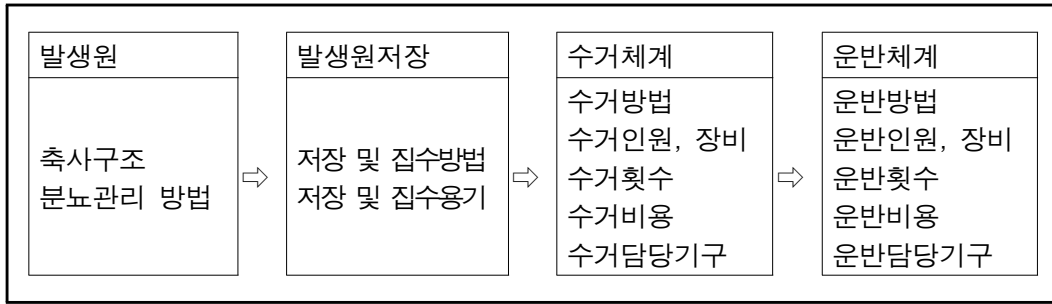 발생원
축사구조
분뇨관리 방법
⇨
발생원저장
저장 및 집수방법
저장 및 집수용기
⇨
수거체계
수거방법
수거인원, 장비
수거횟수
수거비용
수거담당기구
⇨
운반체계
운반방법
운반인원, 장비
운반횟수
운반비용
운반담당기구